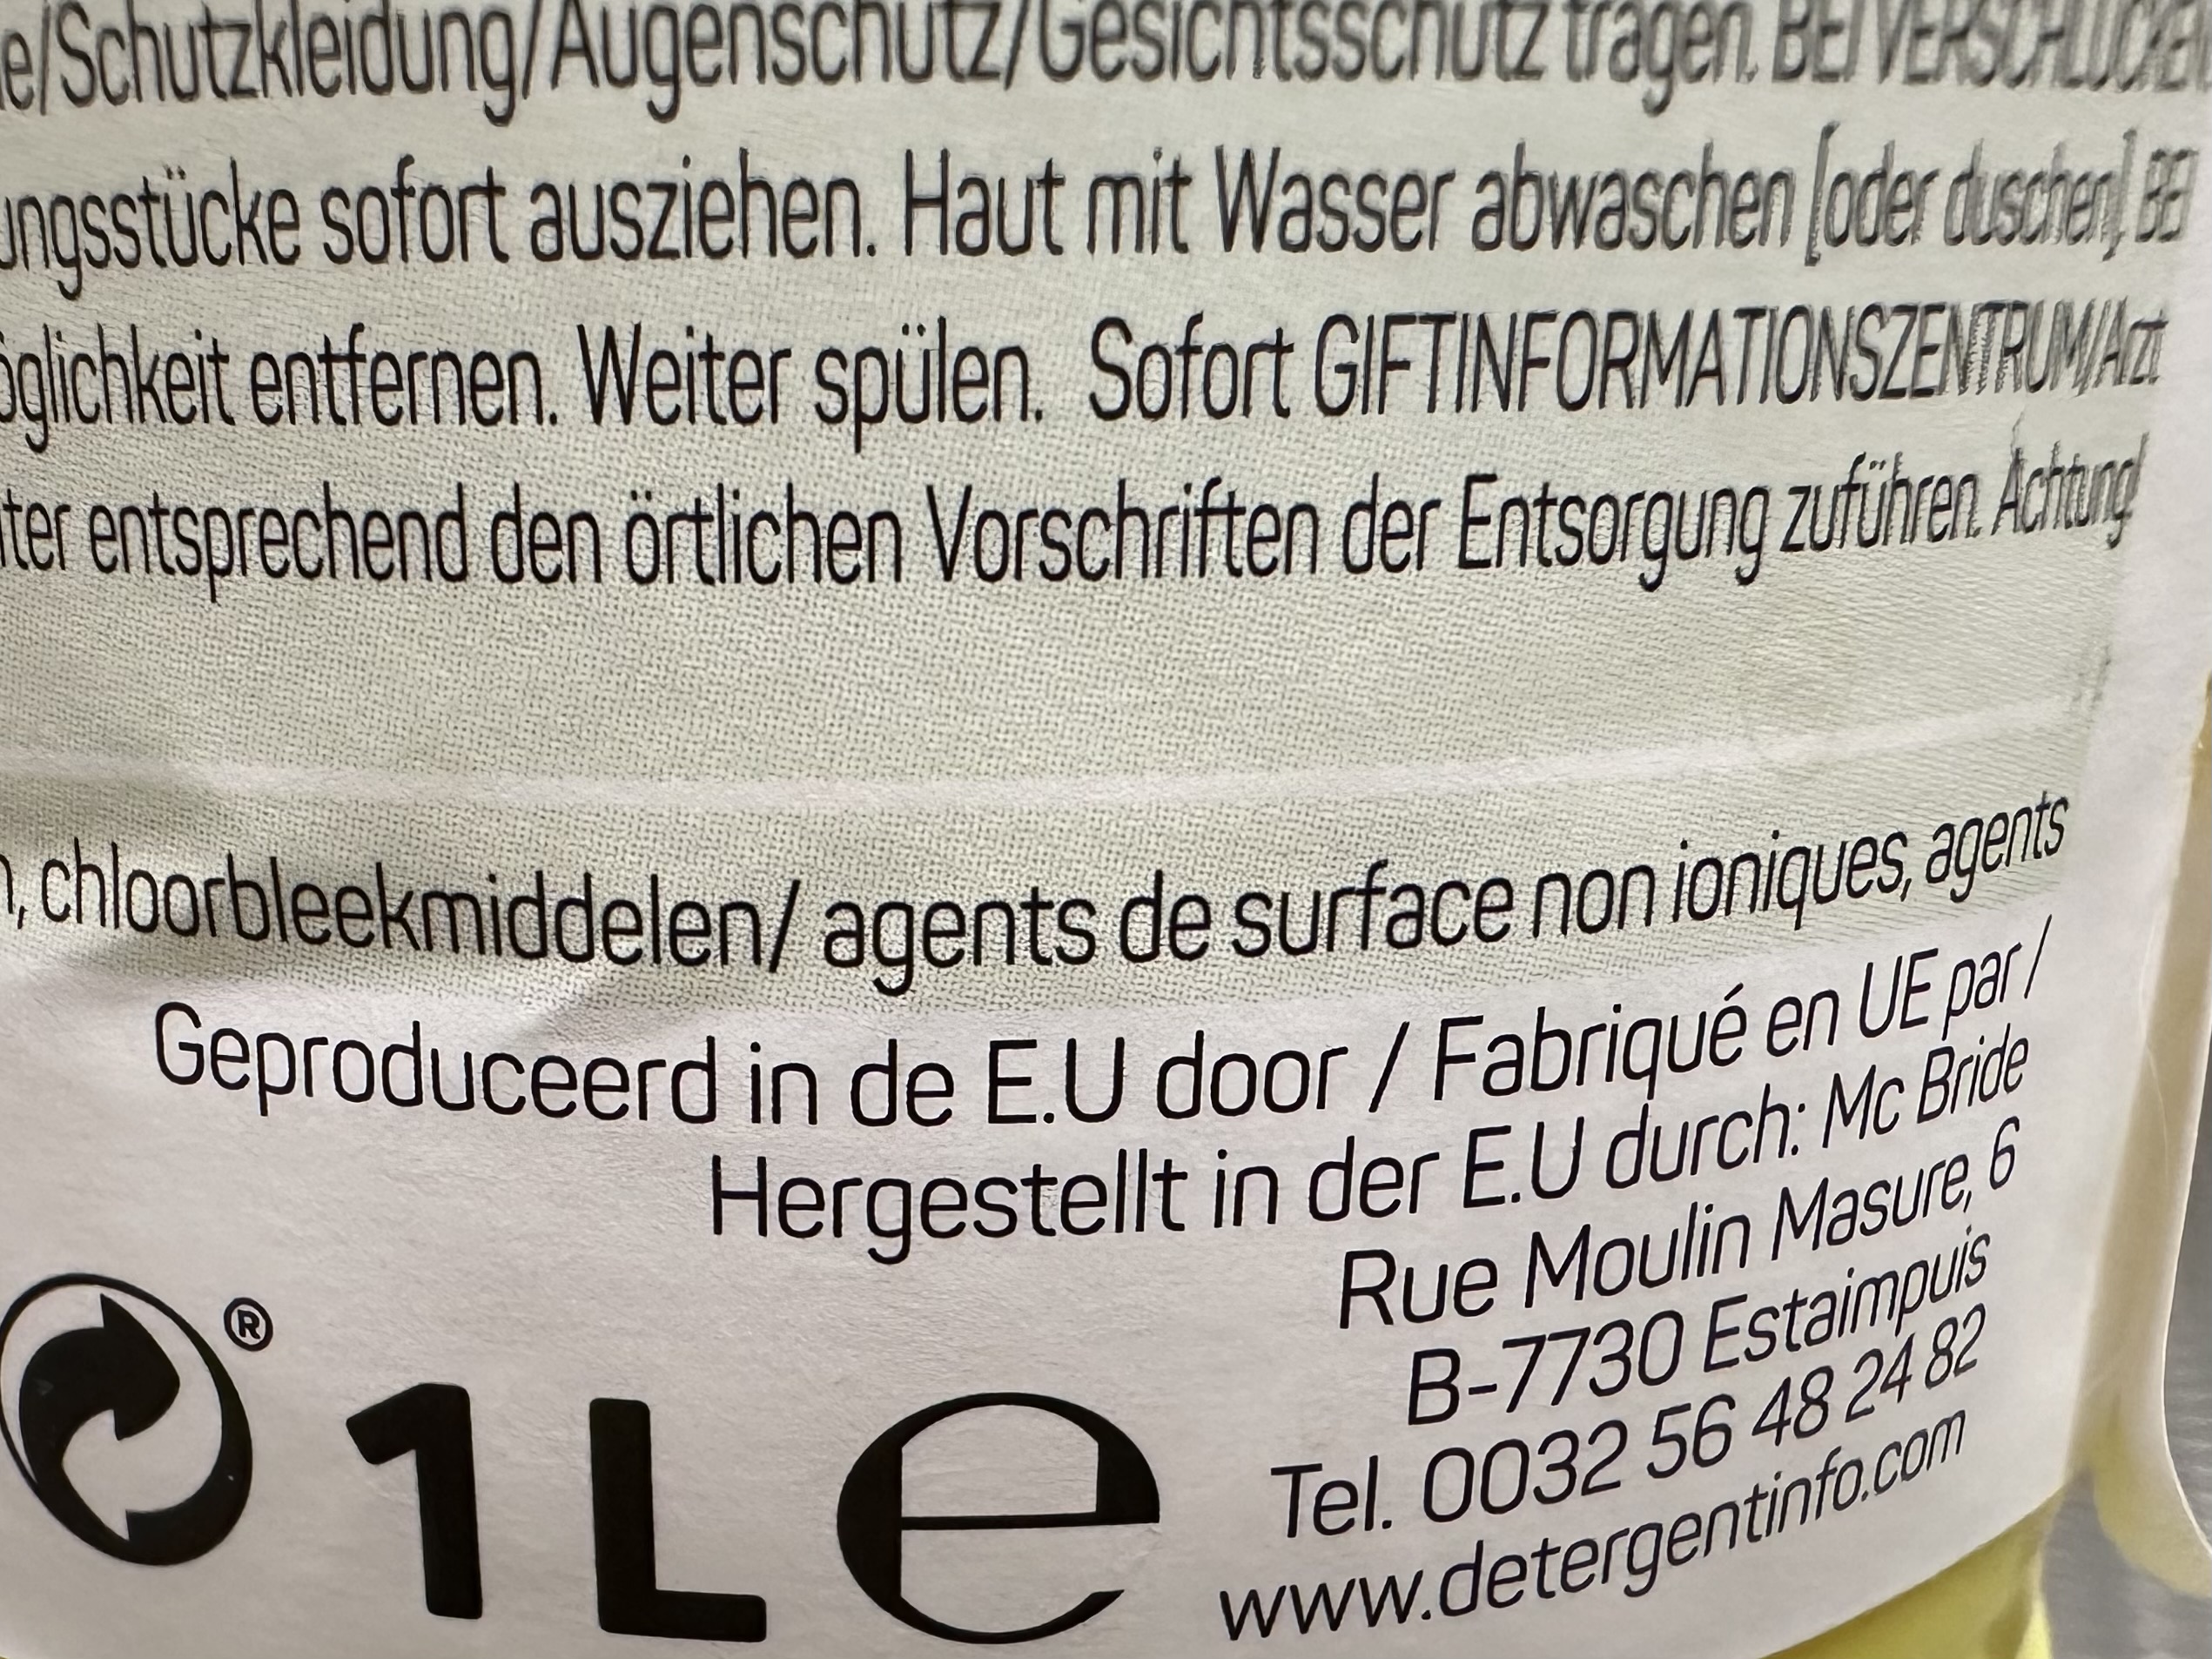 e/Schutzkleidung/Augenschutz/Gesichtsschutz tragen. BEI VERSCHLUCKEN
ungsstücke sofort ausziehen. Haut mit Wasser abwaschen [oder duschen]. BEI
öglichkeit entfernen. Weiter spülen. Sofort GIFTINFORMATIONSZENTRUM/Arzt
lter entsprechend den örtlichen Vorschriften der Entsorgung zuführen. Achtung!
n, chloorbleekmiddelen/ agents de surface non ioniques, agents
Geproduceerd in de E.U door / Fabriqué en UE par /
Hergestellt in der E.U durch: Mc Bride
Rue Moulin Masure, 6
B-7730 Estaimpuis
Tel. 0032 56 48 24 82
www.detergentinfo.com
® 1 L e